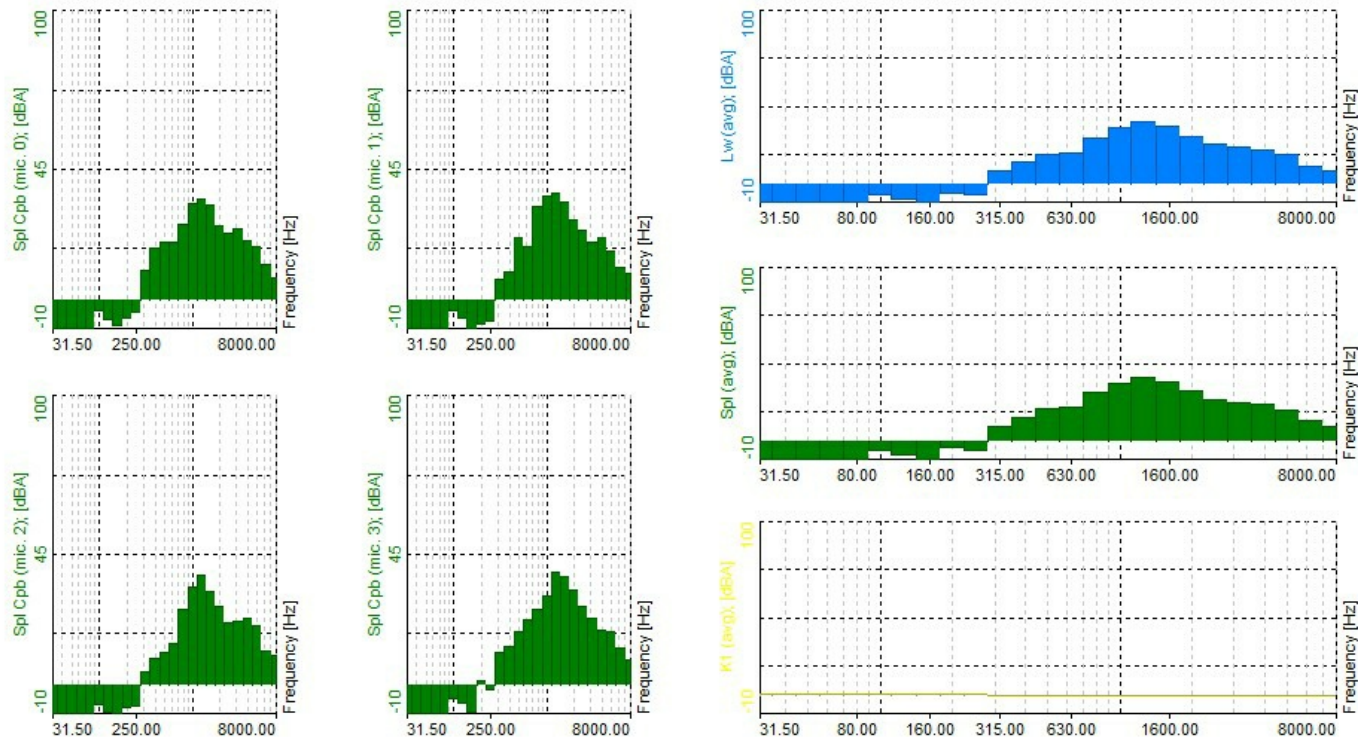 100
45
-10
Spl Cpb (mic. 0); [dBA]
31.50 250.00 8000.00
Frequency [Hz]
100
45
-10
Spl Cpb (mic. 1); [dBA]
31.50 250.00 8000.00
Frequency [Hz]
100
-10
Lw (avg); [dBA]
31.50 80.00 160.00 315.00 630.00 1600.00 8000.00
Frequency [Hz]
100
-10
Spl (avg); [dBA]
31.50 80.00 160.00 315.00 630.00 1600.00 8000.00
Frequency [Hz]
100
45
-10
Spl Cpb (mic. 2); [dBA]
31.50 250.00 8000.00
Frequency [Hz]
100
45
-10
Spl Cpb (mic. 3); [dBA]
31.50 250.00 8000.00
Frequency [Hz]
100
-10
K1 (avg); [dBA]
31.50 80.00 160.00 315.00 630.00 1600.00 8000.00
Frequency [Hz]